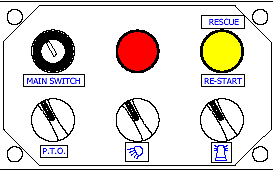 RESCUE
MAIN SWITCH
RE-START
P.T.O.